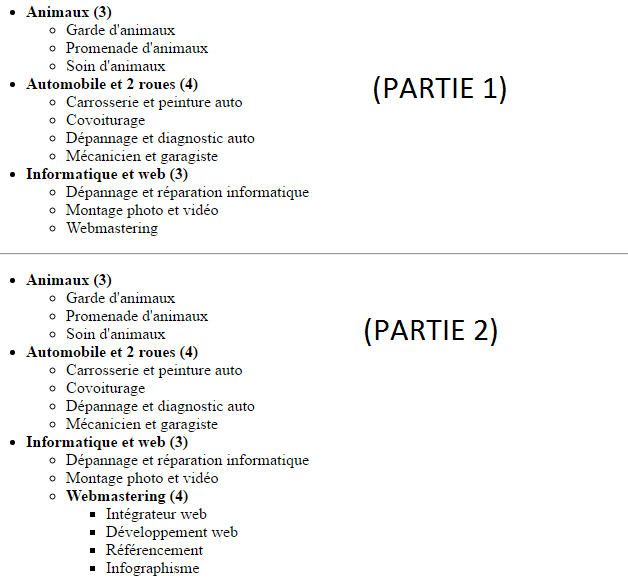 Animaux (3)
Garde d'animaux
Promenade d'animaux
Soin d'animaux
Automobile et 2 roues (4)
(PARTIE 1)
Carrosserie et peinture auto
Covoiturage
Dépannage et diagnostic auto
Mécanicien et garagiste
Informatique et web (3)
Dépannage et réparation informatique
Montage photo et vidéo
Webmastering
Animaux (3)
Garde d'animaux
Promenade d'animaux
Soin d'animaux
(PARTIE 2)
Automobile et 2 roues (4)
Carrosserie et peinture auto
Covoiturage
Dépannage et diagnostic auto
Mécanicien et garagiste
Informatique et web (3)
Dépannage et réparation informatique
Montage photo et vidéo
Webmastering (4)
Intégrateur web
Développement web
Référencement
Infographisme